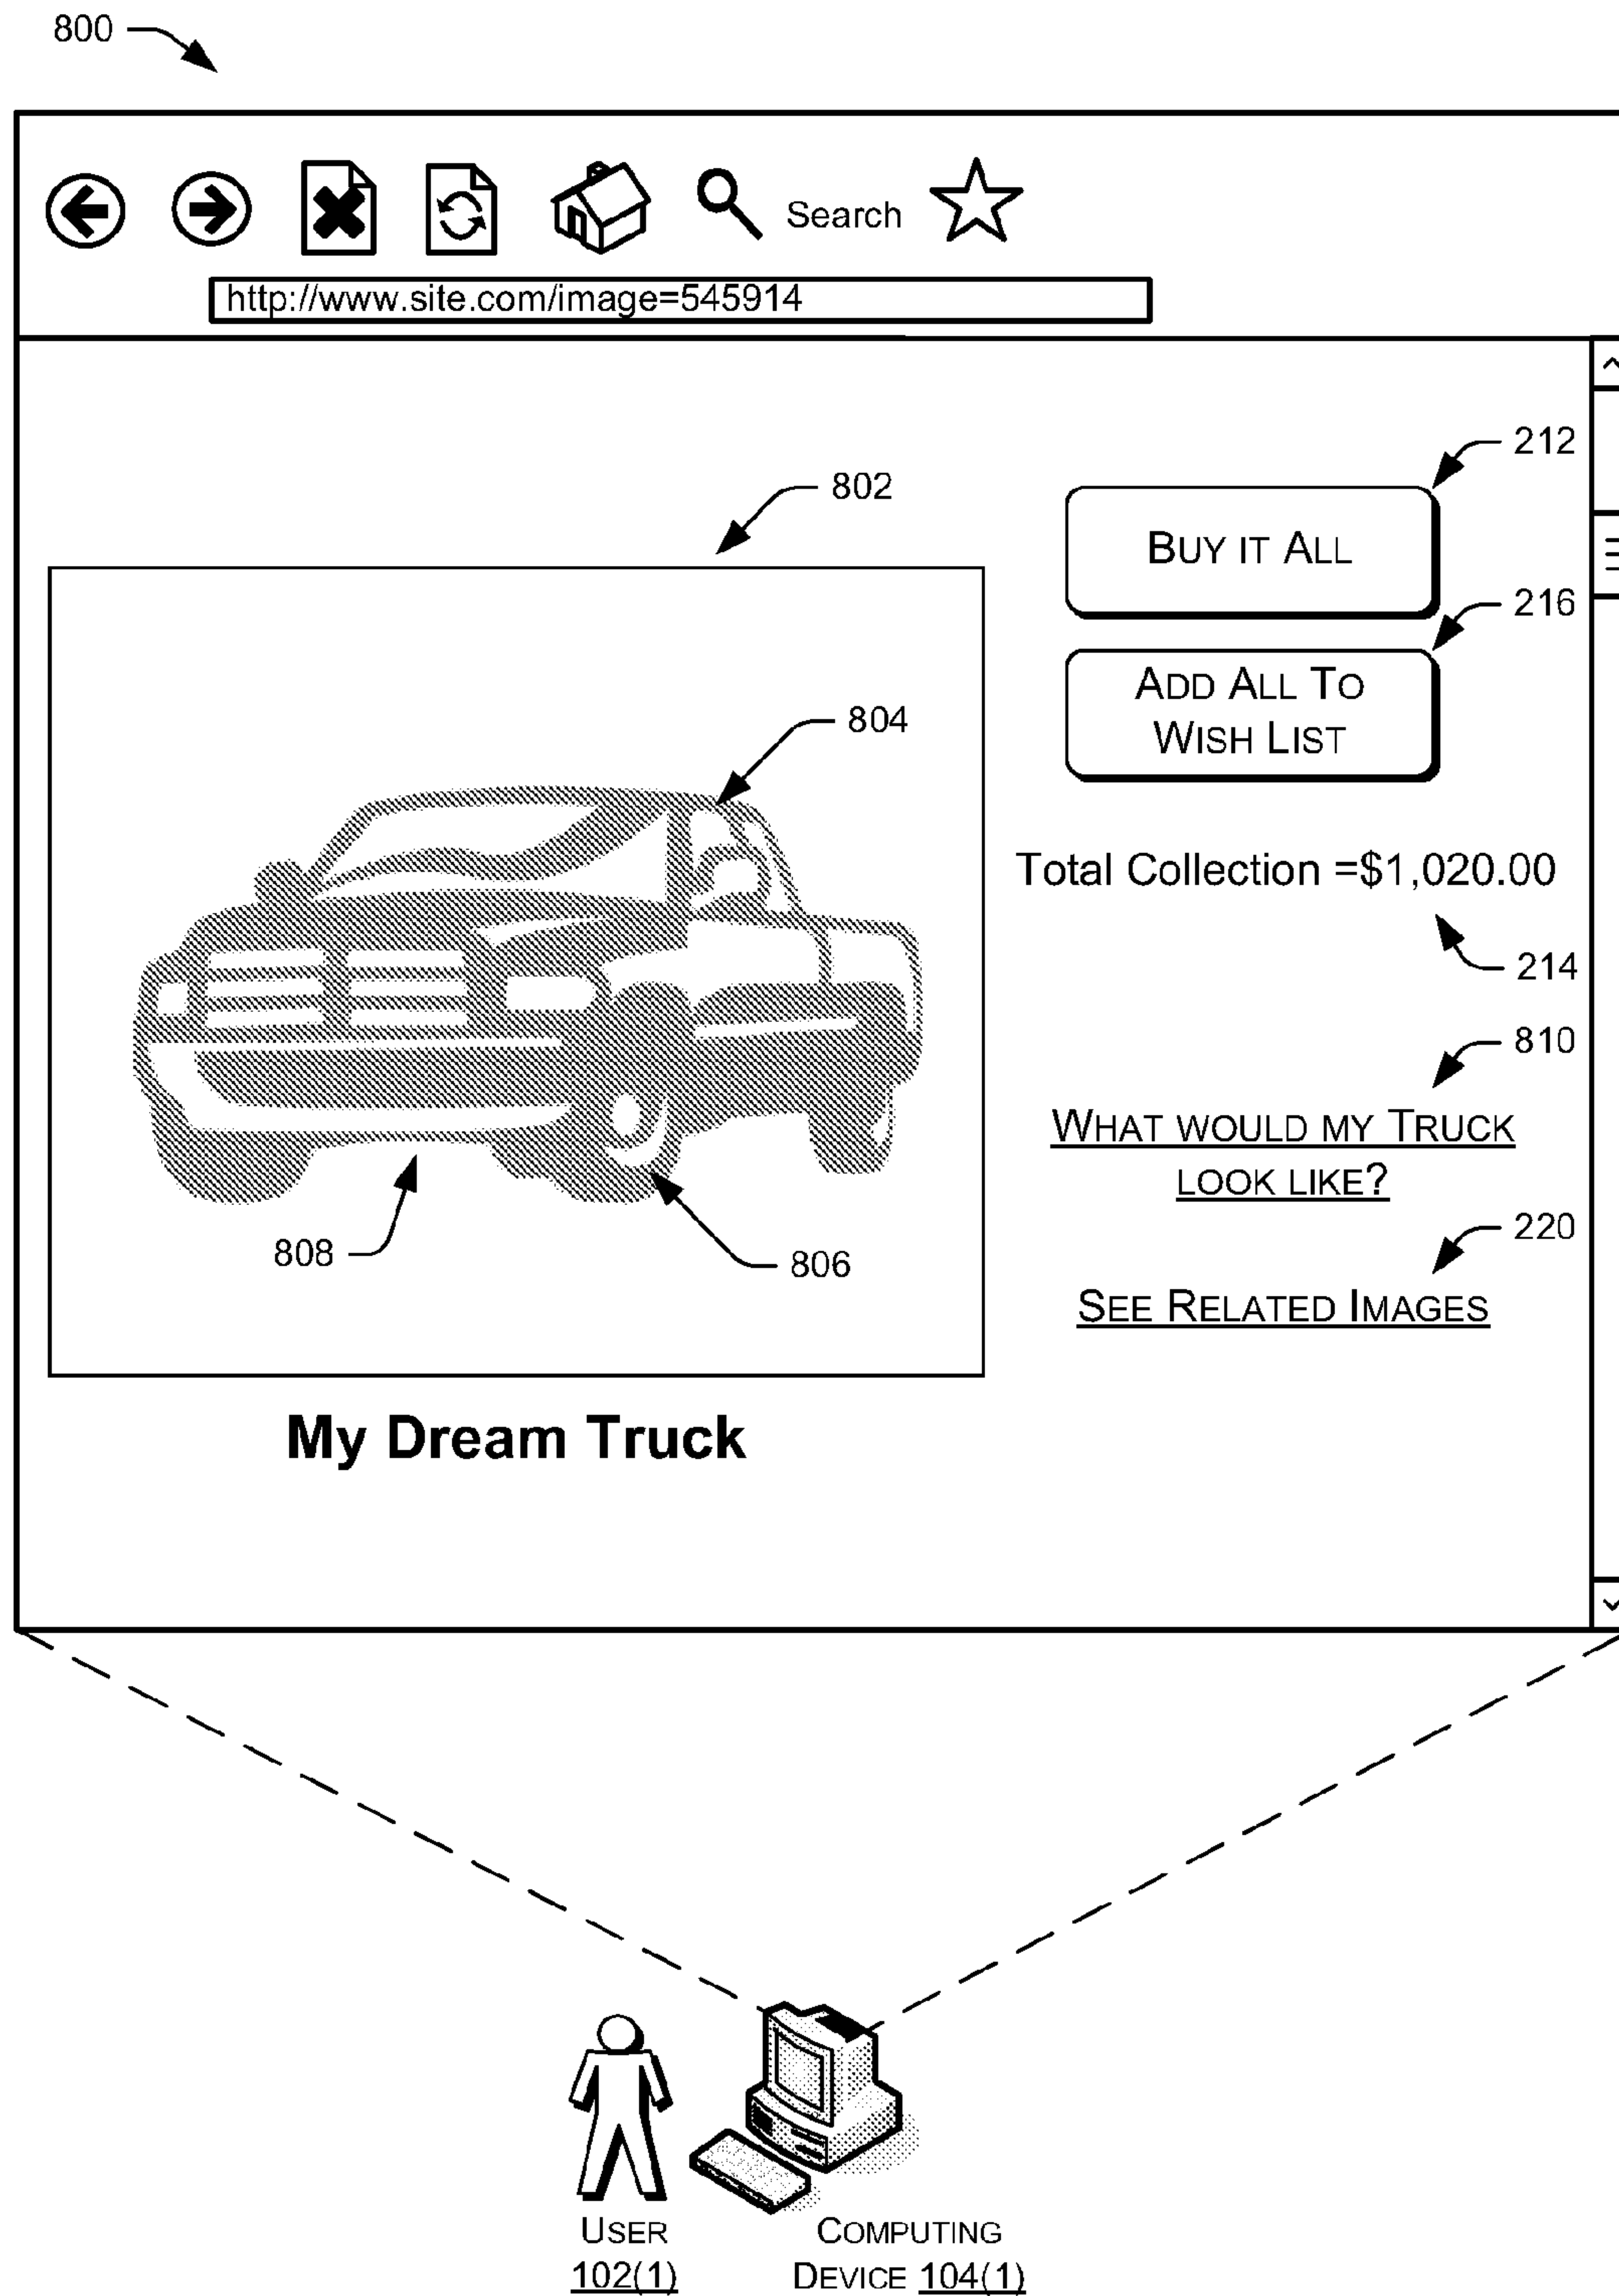 800
Search
http://www.site.com/image=545914
212
802
BUY IT ALL
216
ADD ALL TO
WISH LIST
804
Total Collection =$1,020.00
214
810
WHAT WOULD MY TRUCK
LOOK LIKE?
220
808
806
SEE RELATED IMAGES
My Dream Truck
USER
102(1)
COMPUTING
DEVICE 104(1)